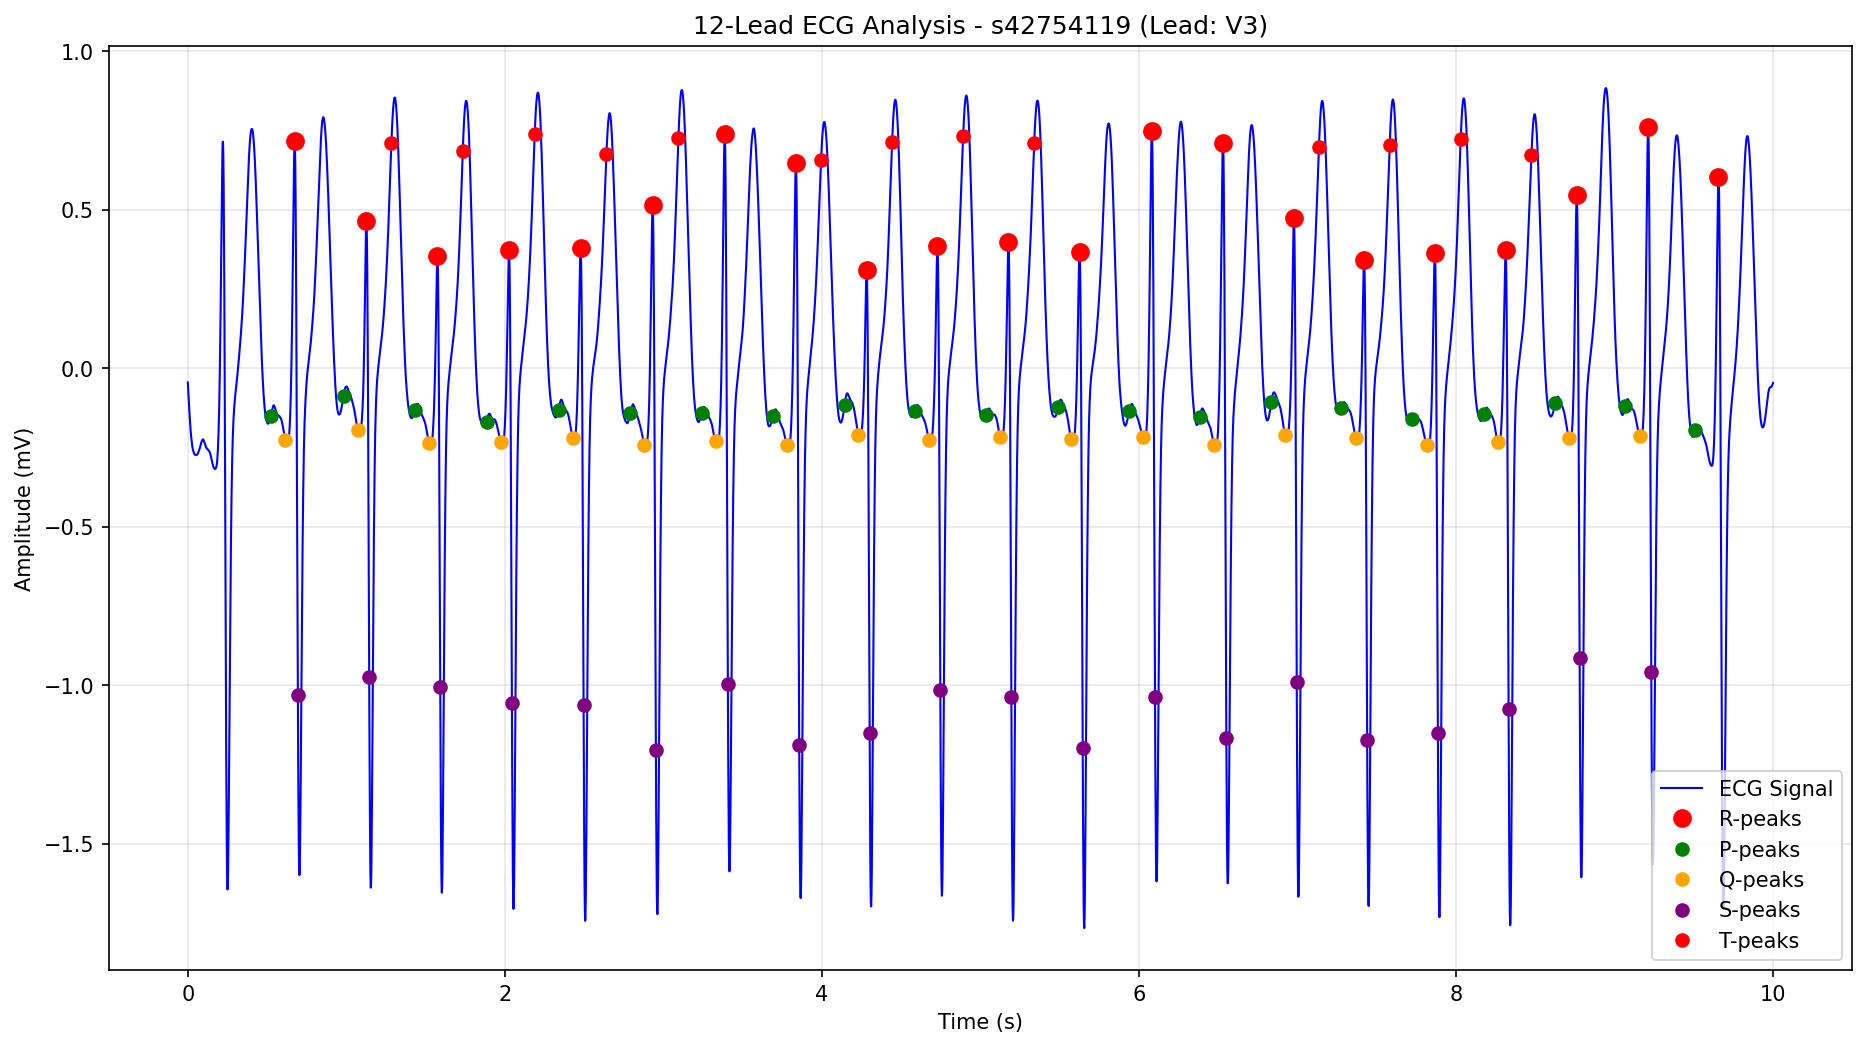 12-Lead ECG Analysis - s42754119 (Lead: V3)
1.0
0.5
0.0
−0.5
−1.0
−1.5
Amplitude (mV)
0
2
4
6
8
10
Time (s)
ECG Signal
R-peaks
P-peaks
Q-peaks
S-peaks
T-peaks